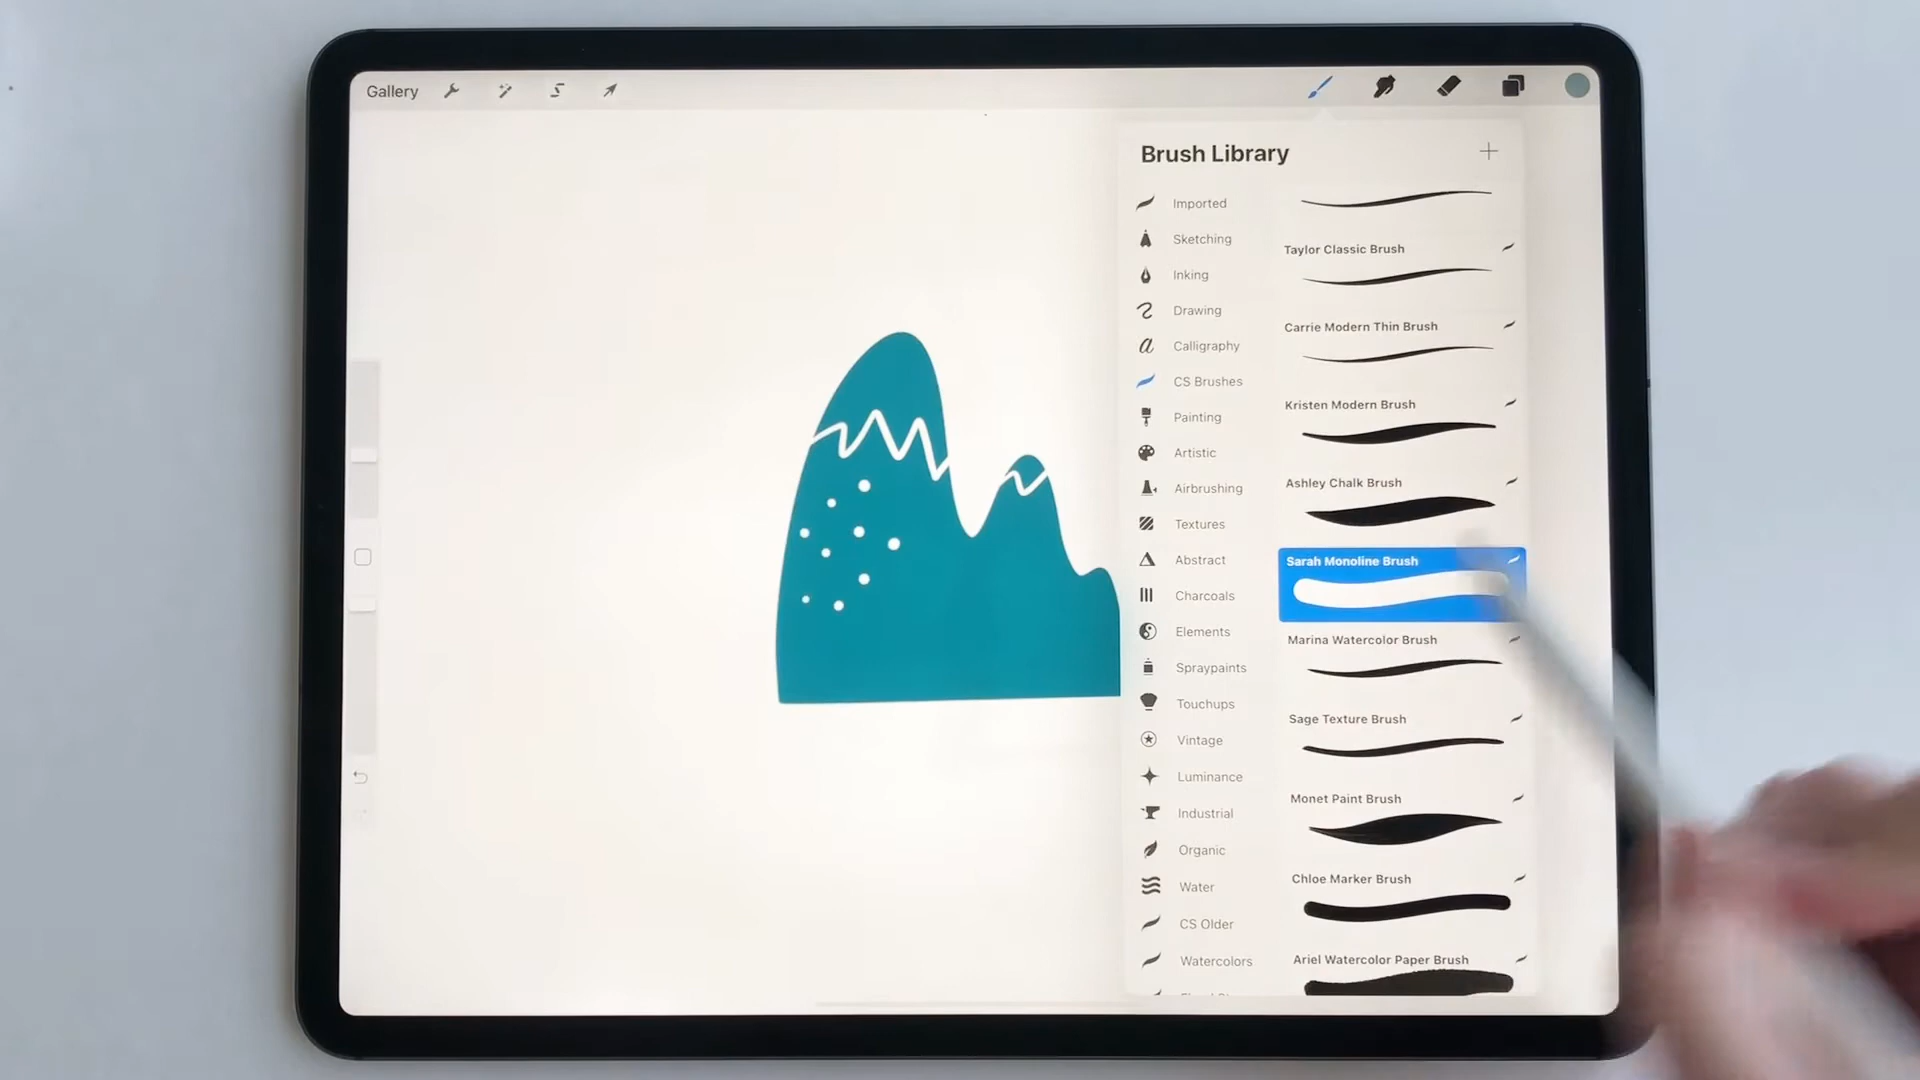 Gallery
Brush Library
Imported
Sketching
Inking
Drawing
Calligraphy
CS Brushes
Painting
Artistic
Airbrushing
Textures
Abstract
Charcoals
Elements
Spraypaints
Touchups
Vintage
Luminance
Industrial
Organic
Water
CS Older
Watercolors
Taylor Classic Brush
Carrie Modern Thin Brush
Kristen Modern Brush
Ashley Chalk Brush
Sarah Monoline Brush
Marina Watercolor Brush
Sage Texture Brush
Monet Paint Brush
Chloe Marker Brush
Ariel Watercolor Paper Brush